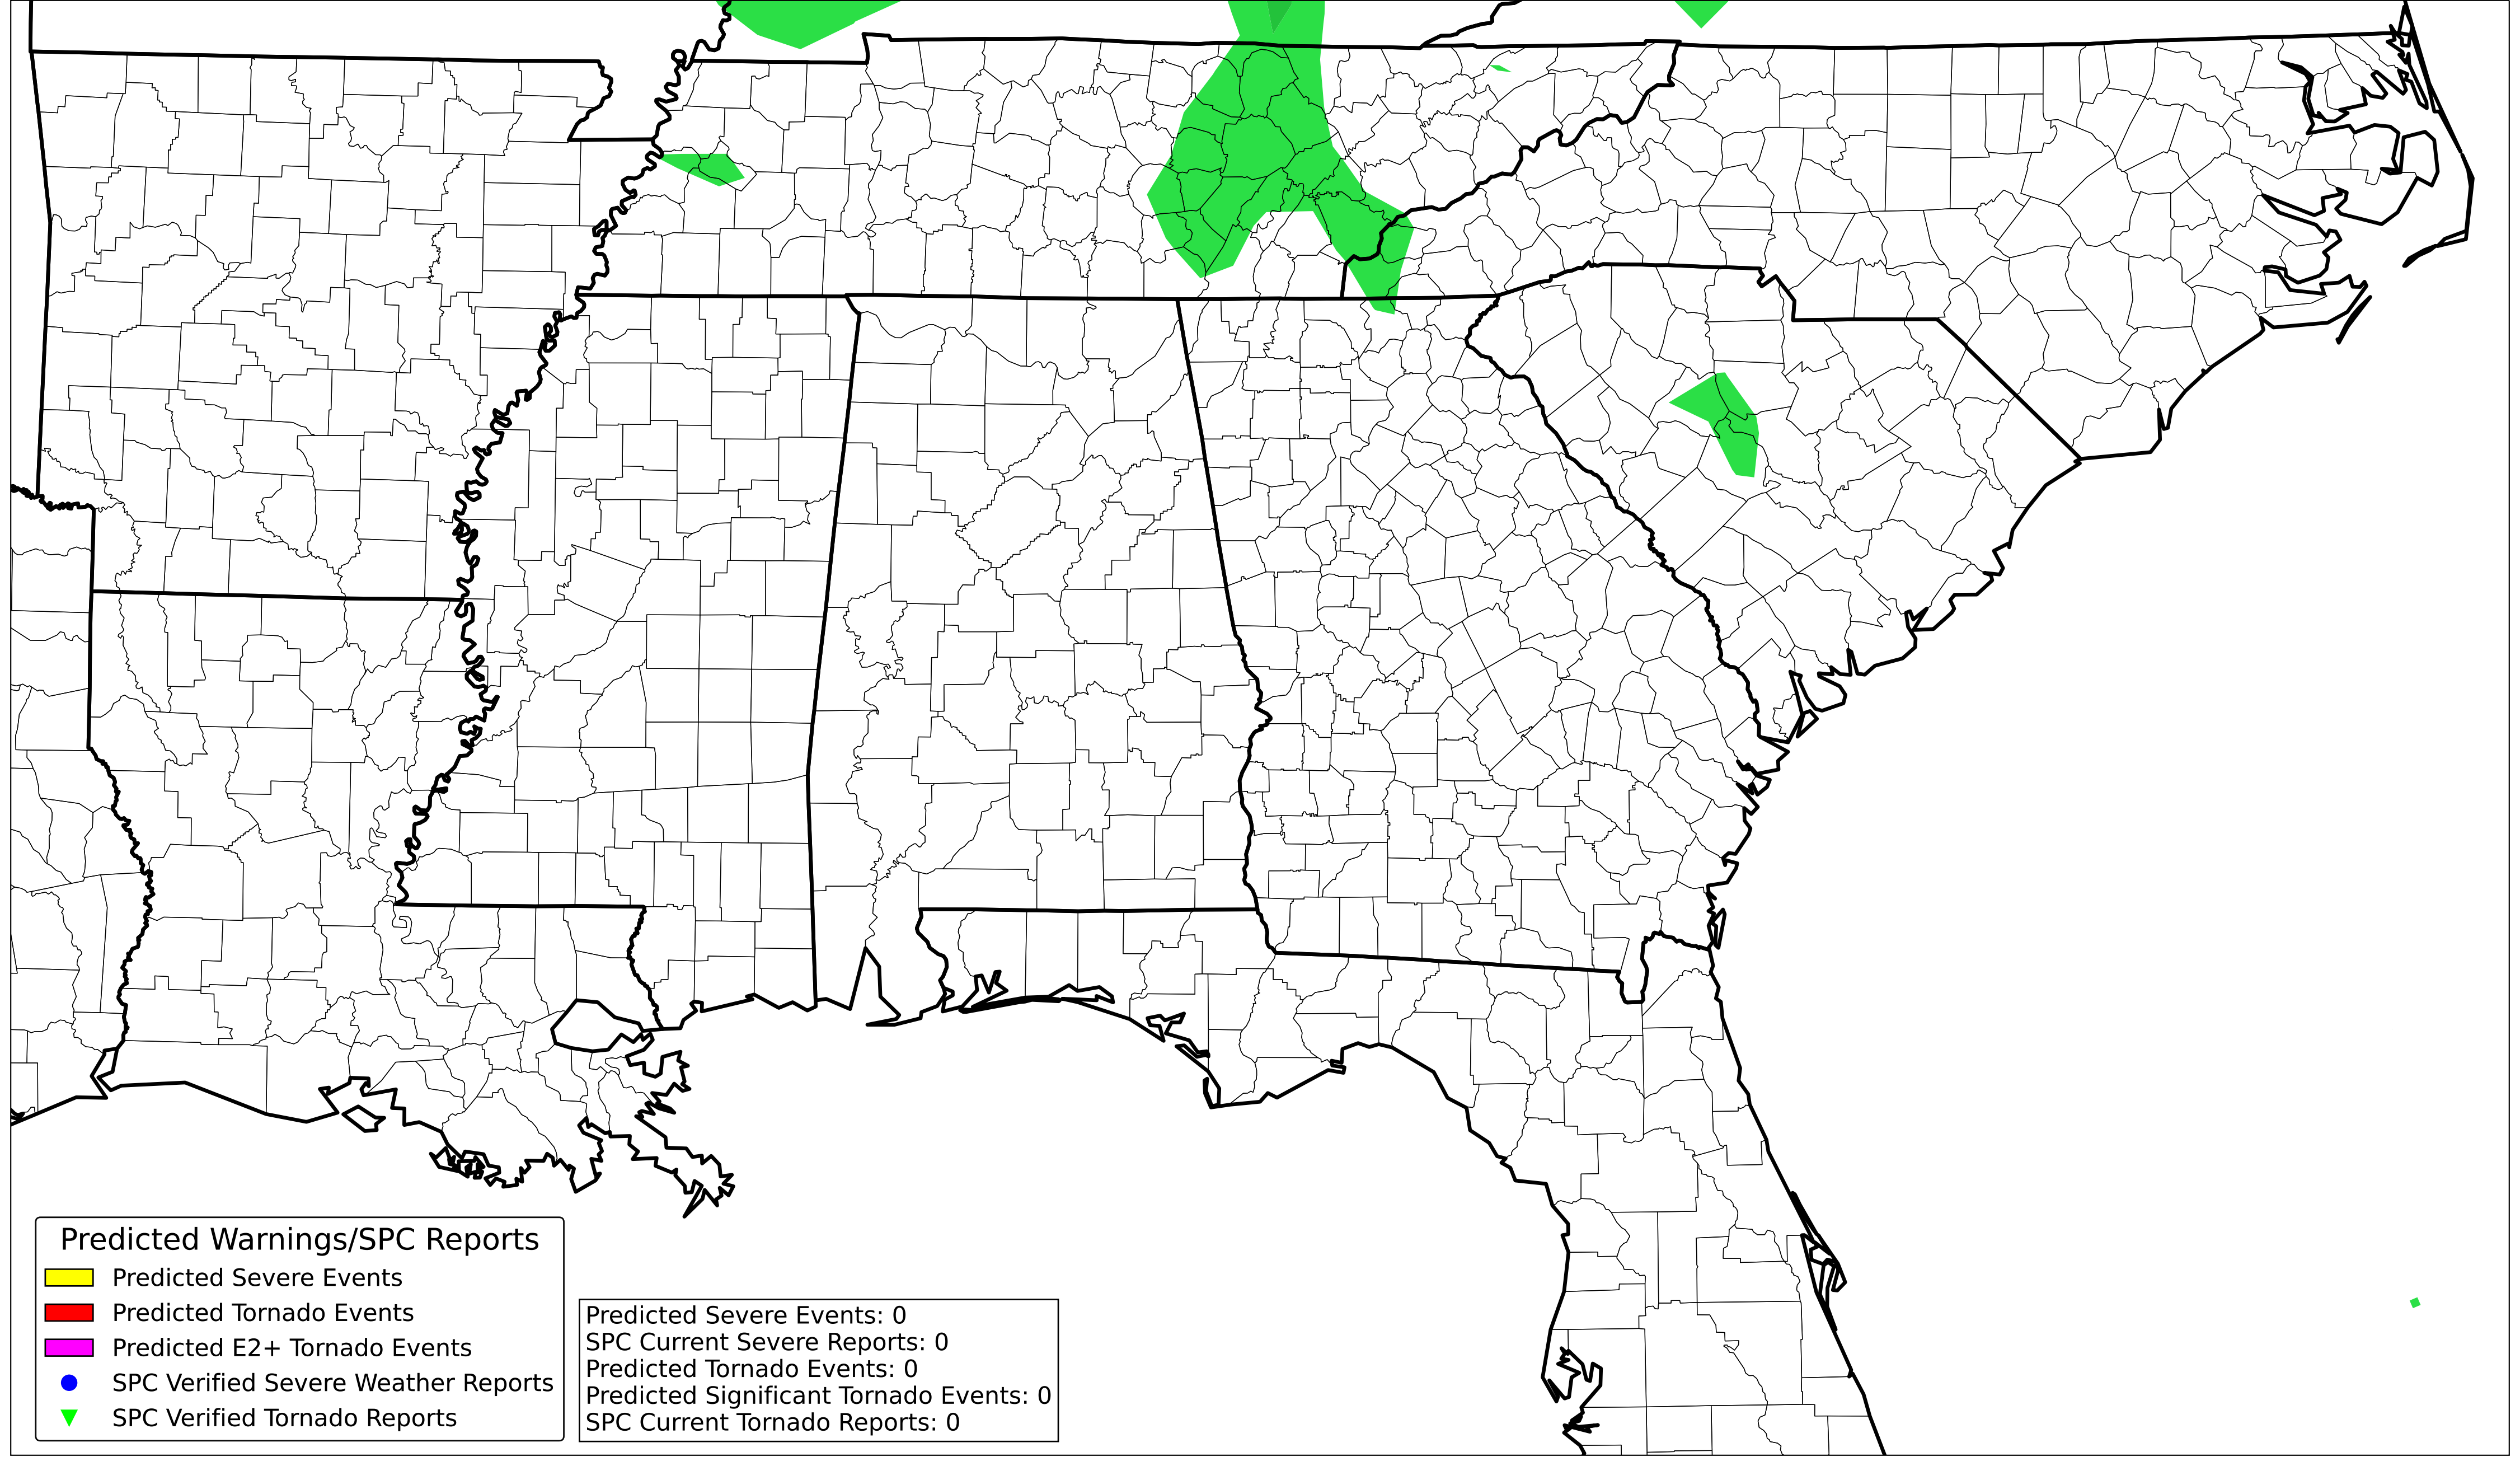 Predicted Warnings/SPC Reports
Predicted Severe Events
Predicted Tornado Events
Predicted E2+ Tornado Events
SPC Verified Severe Weather Reports
SPC Verified Tornado Reports
Predicted Severe Events: 0
SPC Current Severe Reports: 0
Predicted Tornado Events: 0
Predicted Significant Tornado Events: 0
SPC Current Tornado Reports: 0